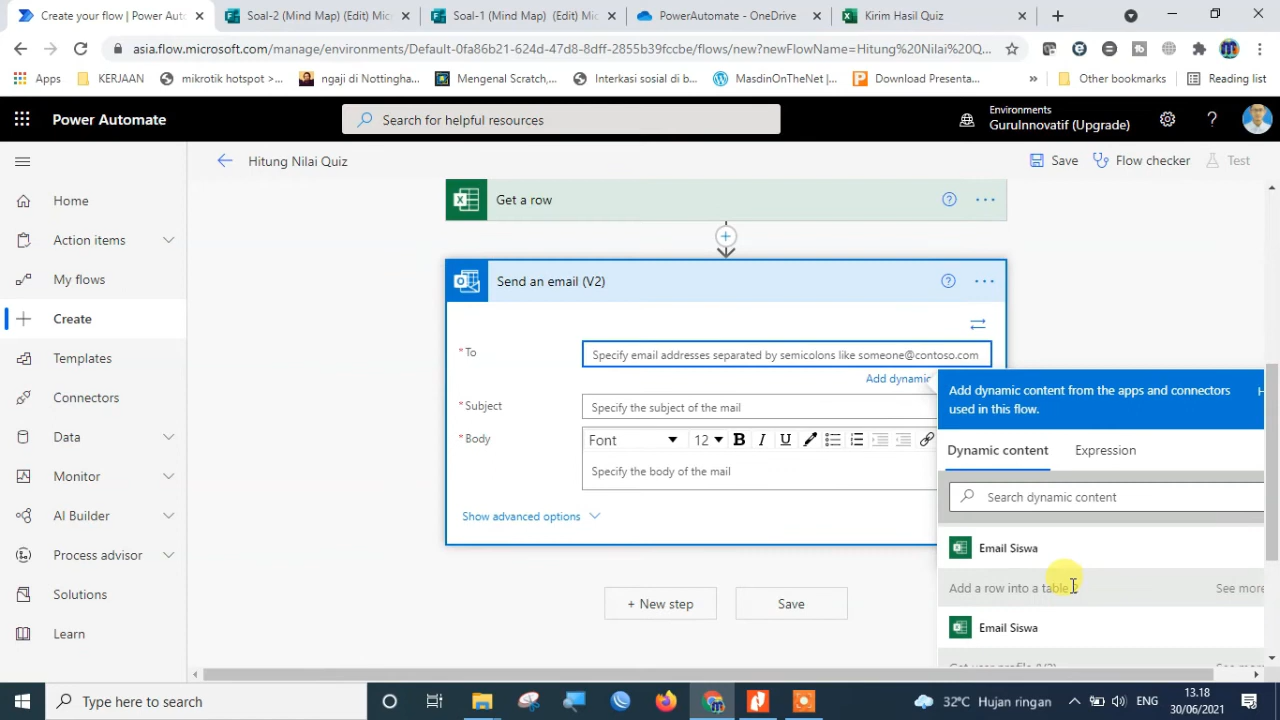 Create your flow | Power Aut
Soal-2 (Mind Map) (Edit) Mic
Soal-1 (Mind Map) (Edit) Mic
PowerAutomate - OneDrive
Kirim Hasil Quiz
asia.flow.microsoft.com/manage/environments/Default-0fa86b21-624d-47d8-8dff-2855b39fccbe/flows/new?newFlowName=Hitung%20Nilai%20Q...
Apps
KERJAAN
mikrotik hotspot >...
ngaji di Nottingha...
Mengenal Scratch,...
Interkasi sosial di b...
MasdinOnTheNet |...
Download Presenta...
»
Other bookmarks
Reading list
Power Automate
Search for helpful resources
Environments
GuruInnovatif (Upgrade)
Hitung Nilai Quiz
Save
Flow checker
Test
Home
Action items
My flows
Create
Templates
Connectors
Data
Monitor
AI Builder
Process advisor
Solutions
Learn
Get a row
Send an email (V2)
* To
Specify email addresses separated by semicolons like someone@contoso.com
Add dynamic
* Subject
Specify the subject of the mail
* Body
Font
12
B I U
Specify the body of the mail
Show advanced options
+ New step
Save
Add dynamic content from the apps and connectors
used in this flow.
H
Dynamic content
Expression
Search dynamic content
Email Siswa
Add a row into a table
See more
Email Siswa
Get user profile (V2)
See more
Type here to search
32°C Hujan ringan
ENG
13.18
30/06/2021